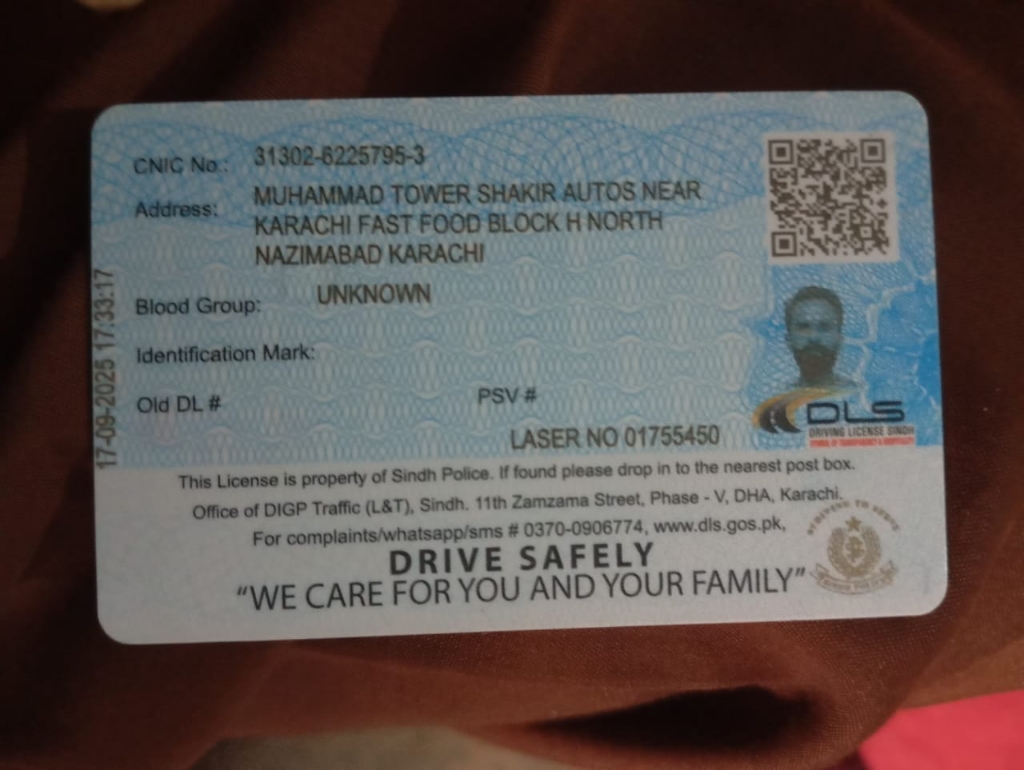 CNIC No.: 31302-6225795-3
Address: MUHAMMAD TOWER SHAKIR AUTOS NEAR
KARACHI FAST FOOD BLOCK H NORTH
NAZIMABAD KARACHI
Blood Group: UNKNOWN
Identification Mark:
Old DL # PSV #
LASER NO 01755450
17-09-2025 17:33:17
DLS
DRIVING LICENSE SINDH
This License is property of Sindh Police. If found please drop in to the nearest post box.
Office of DIGP Traffic (L&T), Sindh. 11th Zamzama Street, Phase - V, DHA, Karachi.
For complaints/whatsapp/sms # 0370-0906774, www.dls.gos.pk,
DRIVE SAFELY
"WE CARE FOR YOU AND YOUR FAMILY"